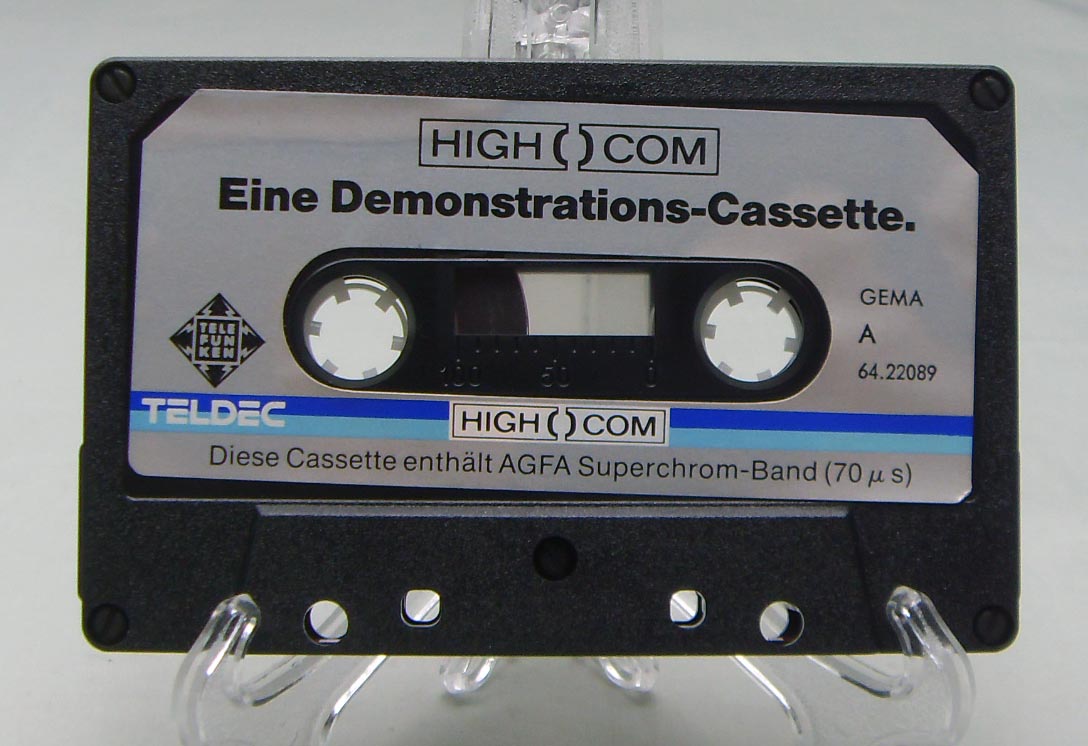 HIGH COM
Eine Demonstrations-Cassette.
TELE
FUN
KEN
GEMA
A
64.22089
100 50 0
TELDEC
HIGH COM
Diese Cassette enthält AGFA Superchrom-Band (70 µ s)